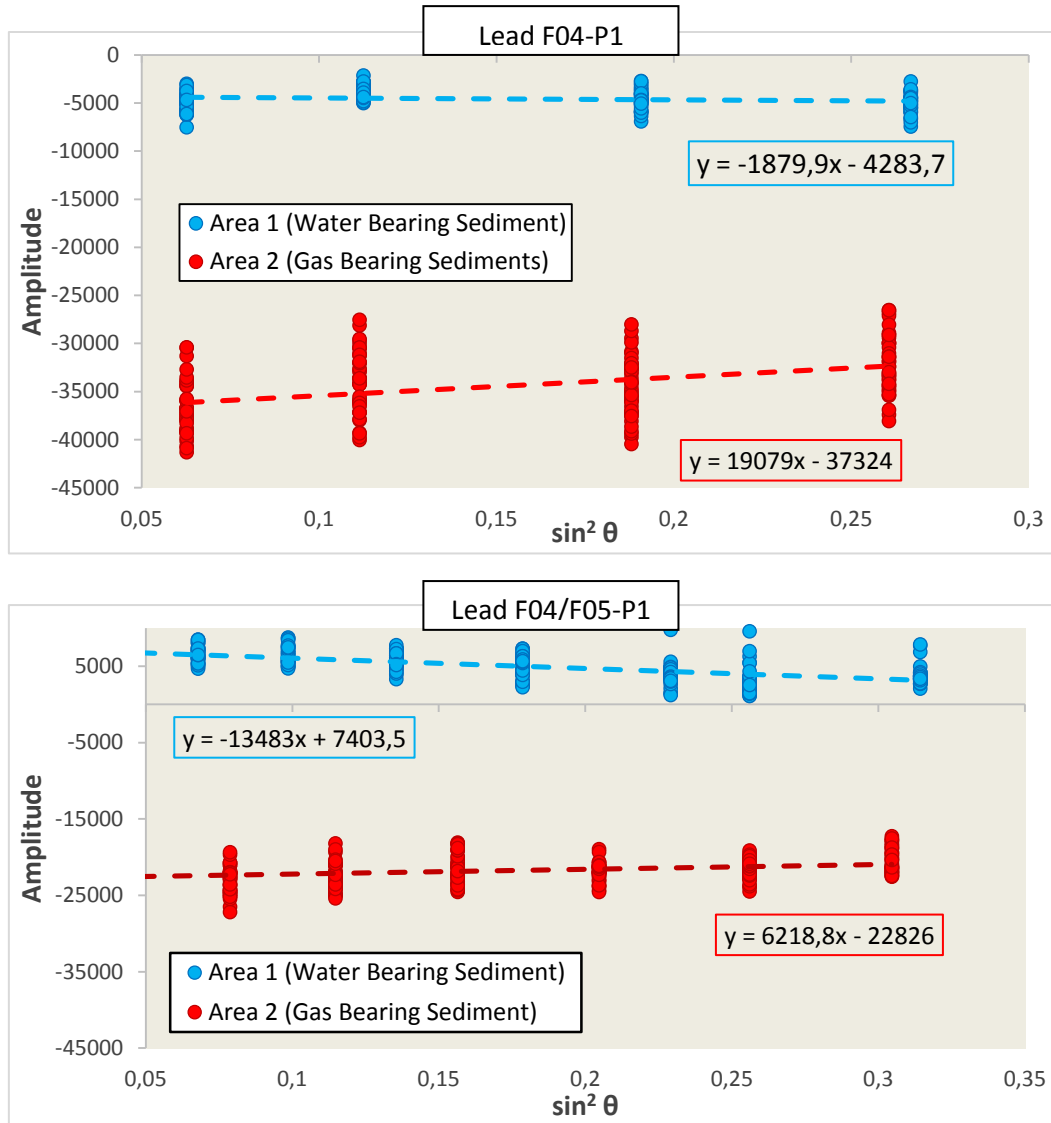 Lead F04-P1
0
-5000
-10000
-15000
-20000
-25000
-30000
-35000
-40000
-45000
Amplitude
y = -1879,9x - 4283,7
Area 1 (Water Bearing Sediment)
Area 2 (Gas Bearing Sediments)
y = 19079x - 37324
0,05 0,1 0,15 0,2 0,25 0,3
sin² θ
Lead F04/F05-P1
5000
-5000
-15000
-25000
-35000
-45000
Amplitude
y = -13483x + 7403,5
y = 6218,8x - 22826
Area 1 (Water Bearing Sediment)
Area 2 (Gas Bearing Sediment)
0,05 0,1 0,15 0,2 0,25 0,3 0,35
sin² θ